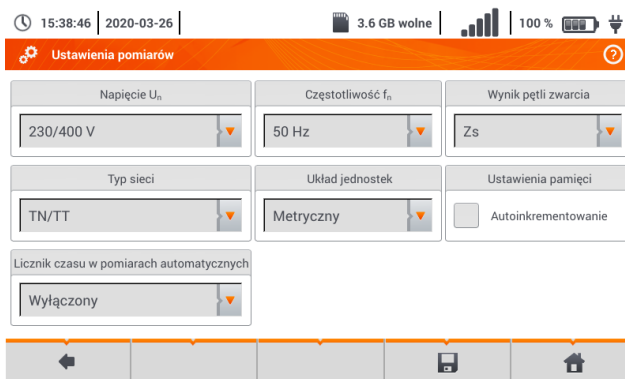 15:38:46 2020-03-26 3.6 GB wolne 100 %
Ustawienia pomiarów ?
Napięcie Un Częstotliwość fn Wynik pętli zwarcia
230/400 V 50 Hz Zs
Typ sieci Układ jednostek Ustawienia pamięci
TN/TT Metryczny Autoinkrementowanie
Licznik czasu w pomiarach automatycznych
Wyłączony